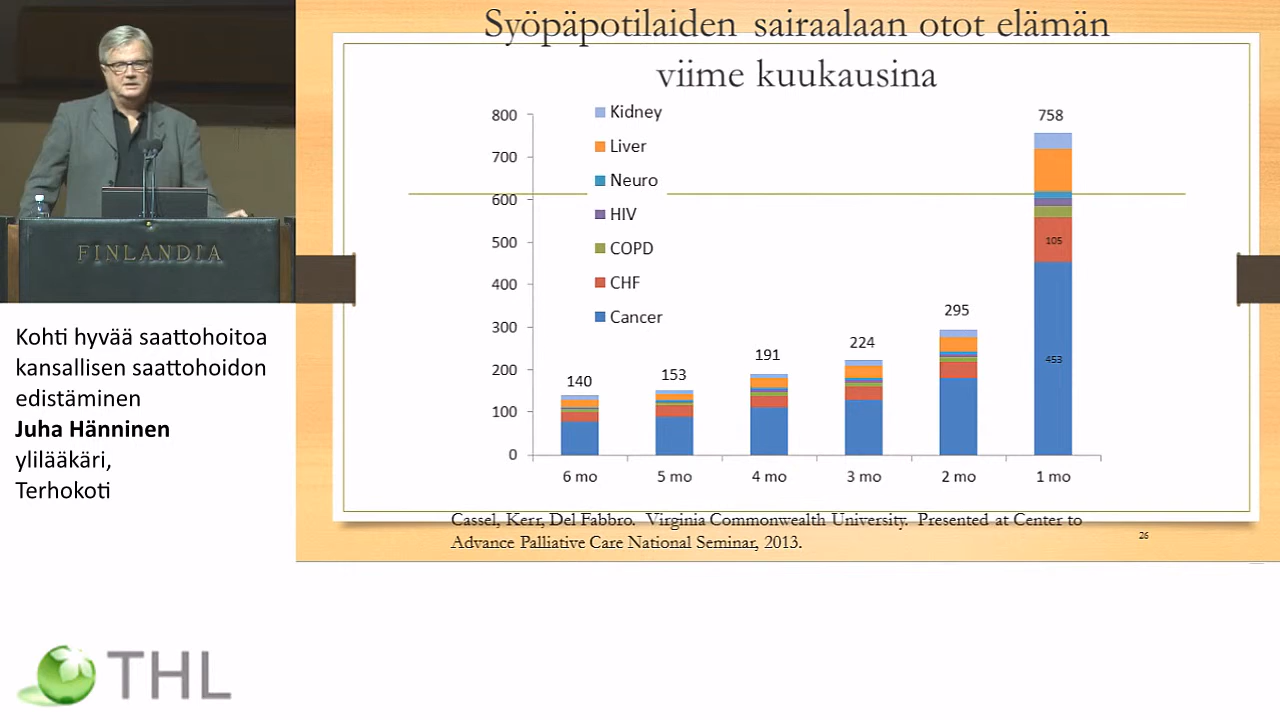 Syöpäpotilaiden sairaalaan otot elämän
viime kuukausina
Kidney
Liver
Neuro
HIV
COPD
CHF
Cancer
800
700
600
500
400
300
200
100
0
140
153
191
224
295
758
105
453
6 mo
5 mo
4 mo
3 mo
2 mo
1 mo
Cassel, Kerr, Del Fabbro. Virginia Commonwealth University. Presented at Center to
Advance Palliative Care National Seminar, 2013.
26
FINLANDIA
Kohti hyvää saattohoitoa
kansallisen saattohoidon
edistäminen
Juha Hänninen
ylilääkäri,
Terhokoti
THL